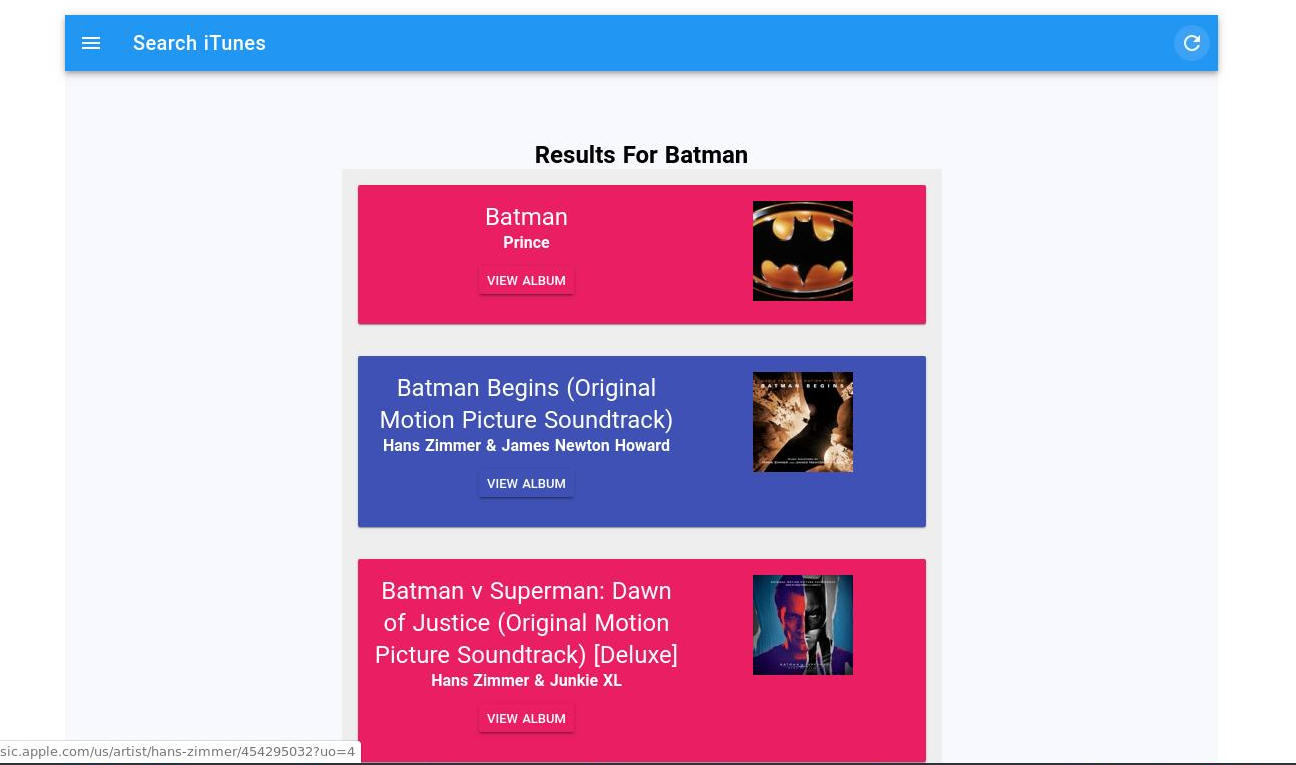 Search iTunes
Results For Batman
Batman
Prince
VIEW ALBUM
Batman Begins (Original
Motion Picture Soundtrack)
Hans Zimmer & James Newton Howard
VIEW ALBUM
BATMAN BEGINS
Batman v Superman: Dawn
of Justice (Original Motion
Picture Soundtrack) [Deluxe]
Hans Zimmer & Junkie XL
VIEW ALBUM
sic.apple.com/us/artist/hans-zimmer/454295032?uo=4